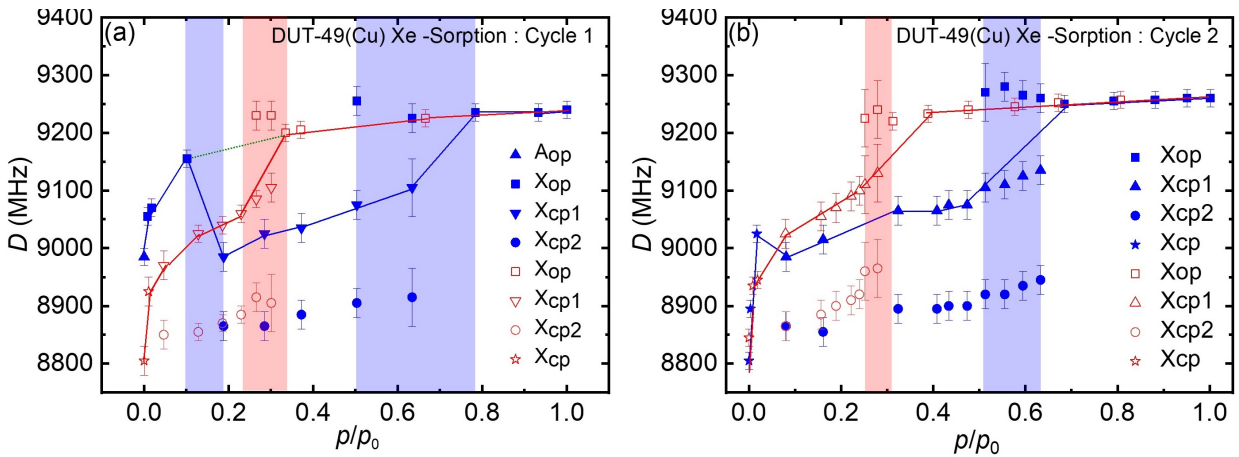 (a) DUT-49(Cu) Xe -Sorption : Cycle 1
9400
9300
9200
9100
9000
8900
8800
D (MHz)
Aop
Xop
Xcp1
Xcp2
Xop
Xcp1
Xcp2
Xcp
0.0 0.2 0.4 0.6 0.8 1.0
p/p0
(b) DUT-49(Cu) Xe -Sorption : Cycle 2
9400
9300
9200
9100
9000
8900
8800
D (MHz)
Xop
Xcp1
Xcp2
Xcp
Xop
Xcp1
Xcp2
Xcp
0.0 0.2 0.4 0.6 0.8 1.0
p/p0